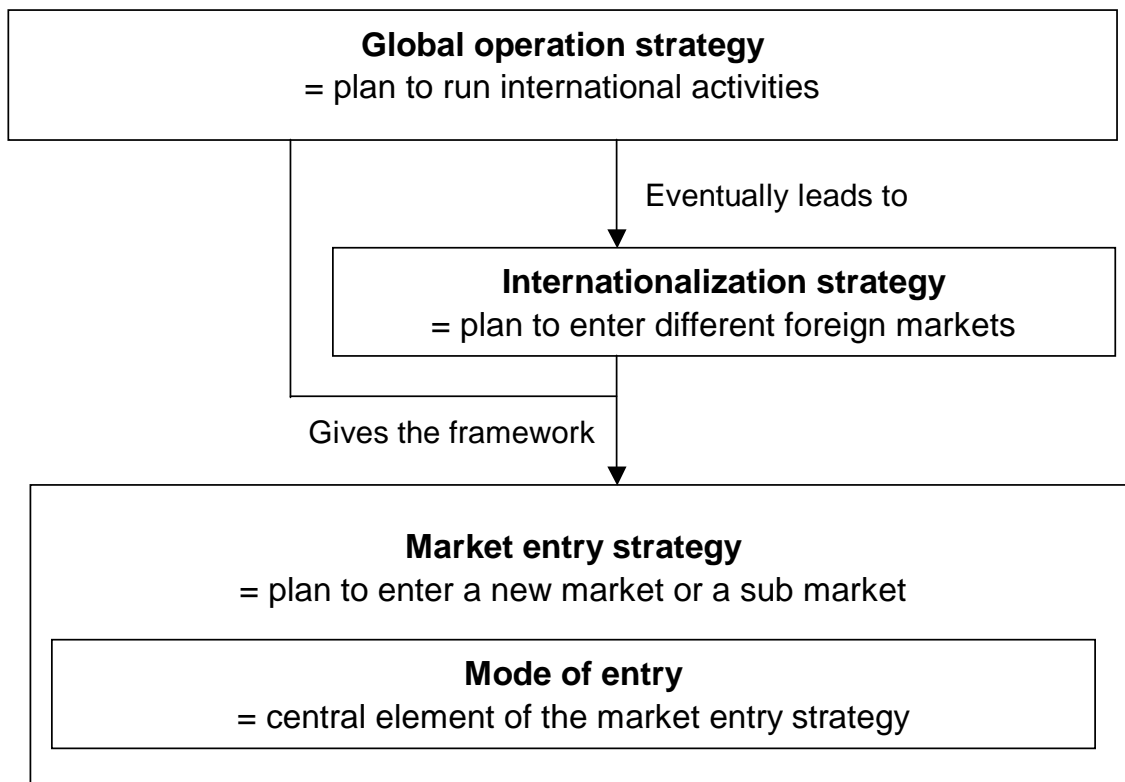 Global operation strategy
= plan to run international activities
Eventually leads to
Internationalization strategy
= plan to enter different foreign markets
Gives the framework
Market entry strategy
= plan to enter a new market or a sub market
Mode of entry
= central element of the market entry strategy